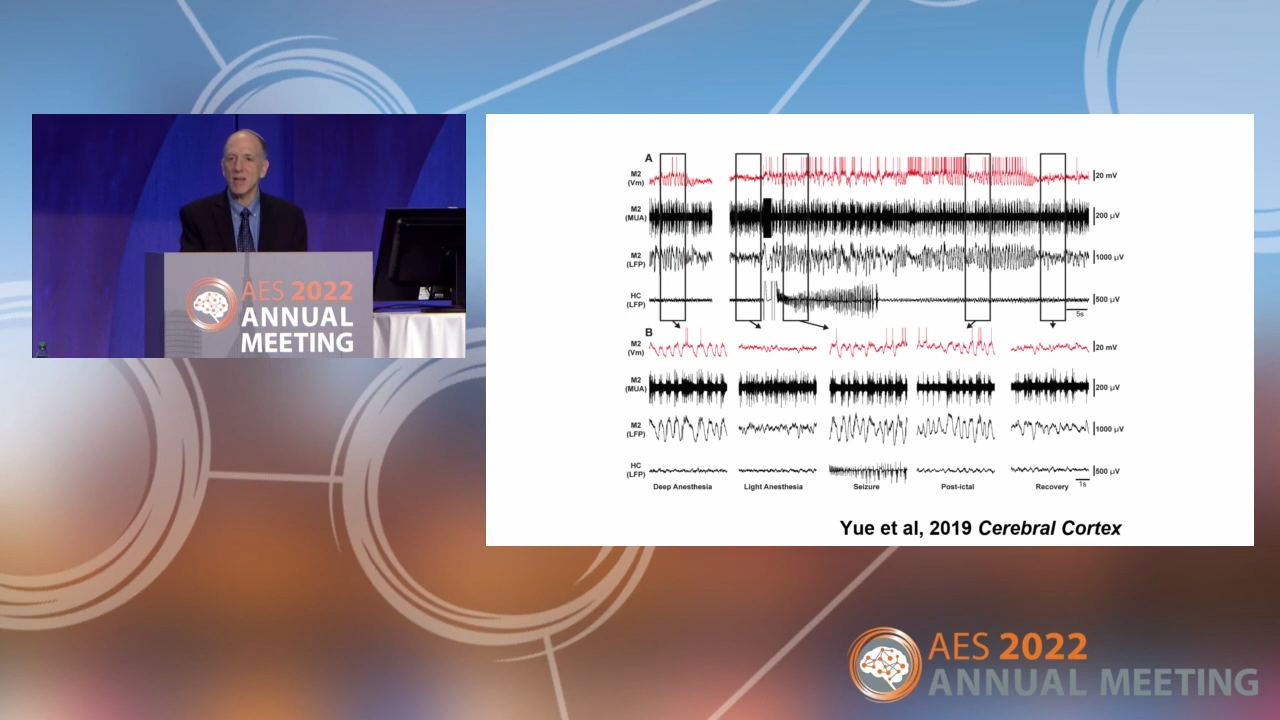 AES 2022
ANNUAL
MEETING
A
M2
(Vm)
20 mV
M2
(MUA)
200 µV
M2
(LFP)
1000 µV
HC
(LFP)
500 µV
5s
B
M2
(Vm)
20 mV
M2
(MUA)
200 µV
M2
(LFP)
1000 µV
HC
(LFP)
500 µV
1s
Deep Anesthesia Light Anesthesia Seizure Post-ictal Recovery
Yue et al, 2019 Cerebral Cortex
AES 2022
ANNUAL MEETING